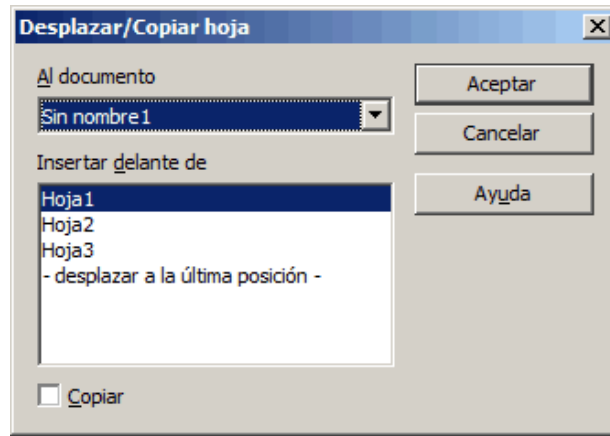 Desplazar/Copiar hoja
Al documento
Sin nombre1
Insertar delante de
Hoja1
Hoja2
Hoja3
- desplazar a la última posición -
Copiar
Aceptar
Cancelar
Ayuda